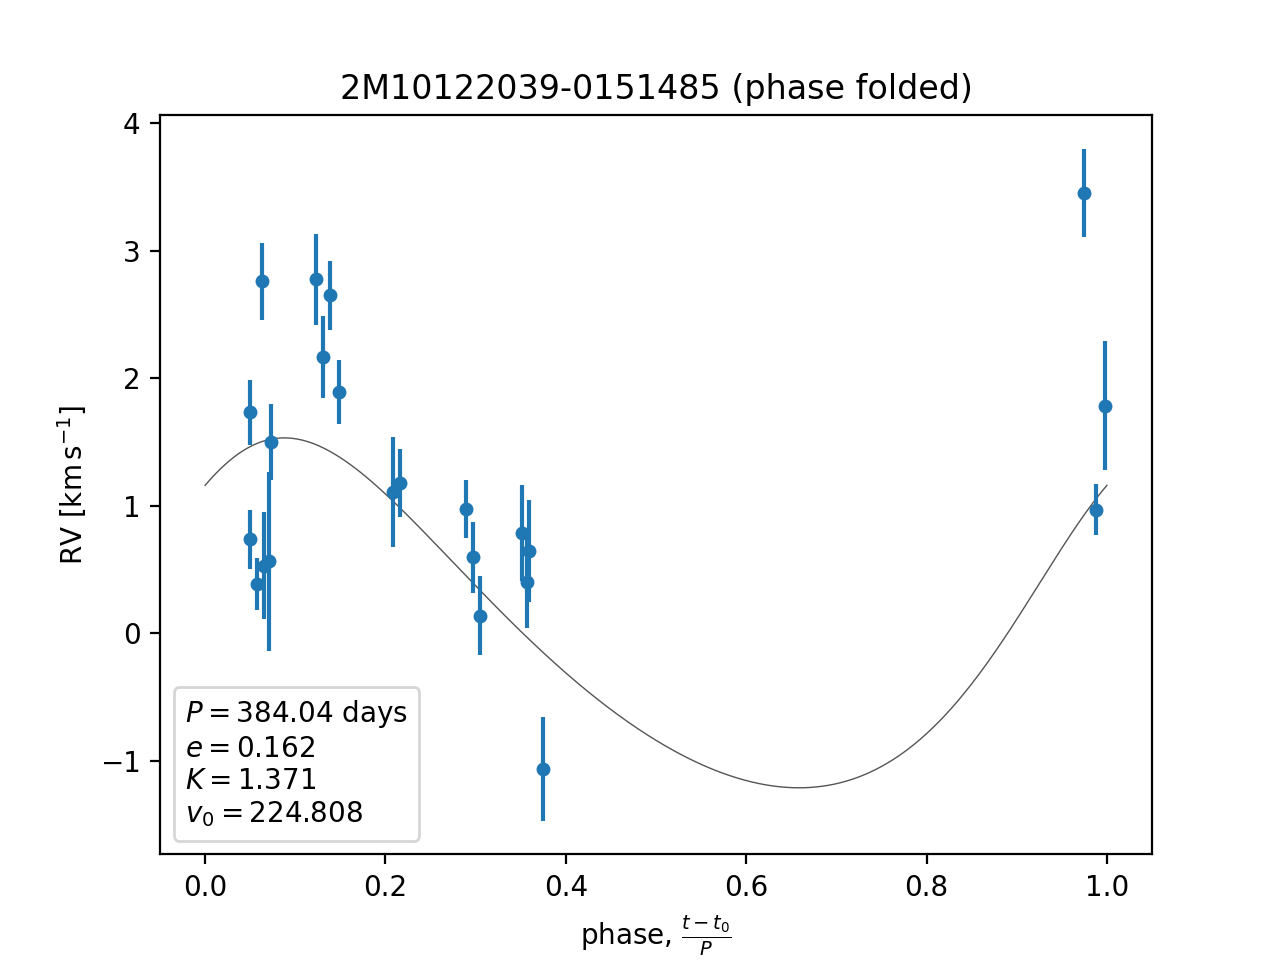 2M10122039-0151485 (phase folded)
4
3
2
1
0
−1
RV [km s⁻¹]
P = 384.04 days
e = 0.162
K = 1.371
v₀ = 224.808
0.0 0.2 0.4 0.6 0.8 1.0
phase, (t − t₀)/P